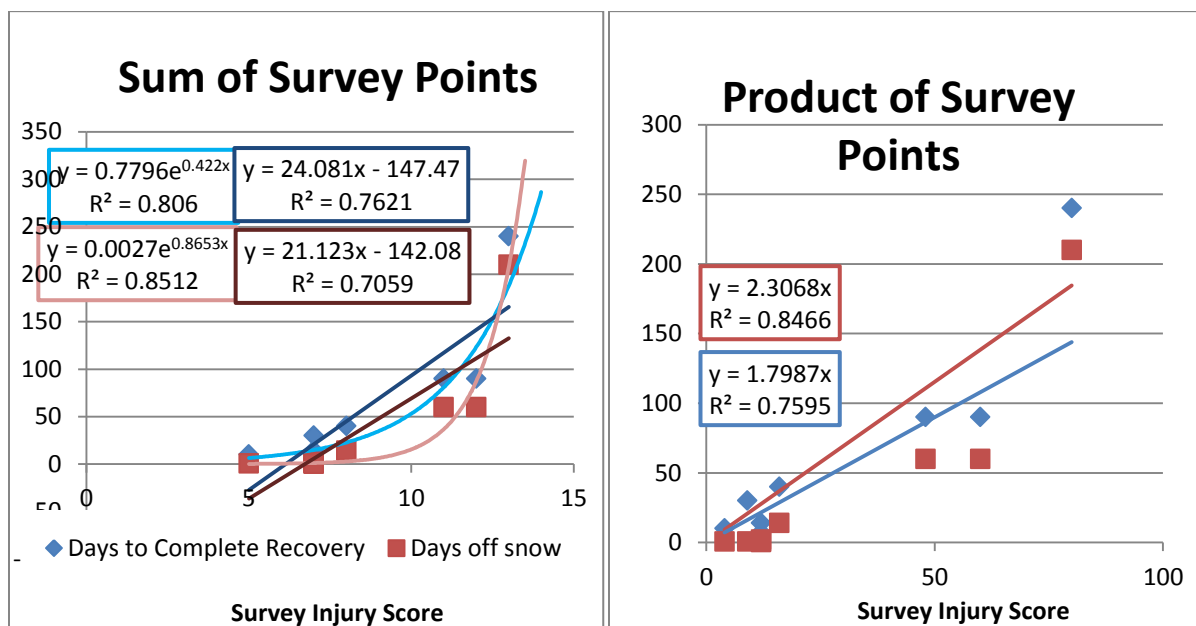 Sum of Survey Points
350
300
250
200
150
100
50
0
50
-
0
5
10
15
y = 0.7796e^0.422x
R² = 0.806
y = 24.081x - 147.47
R² = 0.7621
y = 0.0027e^0.8653x
R² = 0.8512
y = 21.123x - 142.08
R² = 0.7059
Days to Complete Recovery
Days off snow
Survey Injury Score
Product of Survey
Points
300
250
200
150
100
50
0
0
50
100
y = 2.3068x
R² = 0.8466
y = 1.7987x
R² = 0.7595
Survey Injury Score